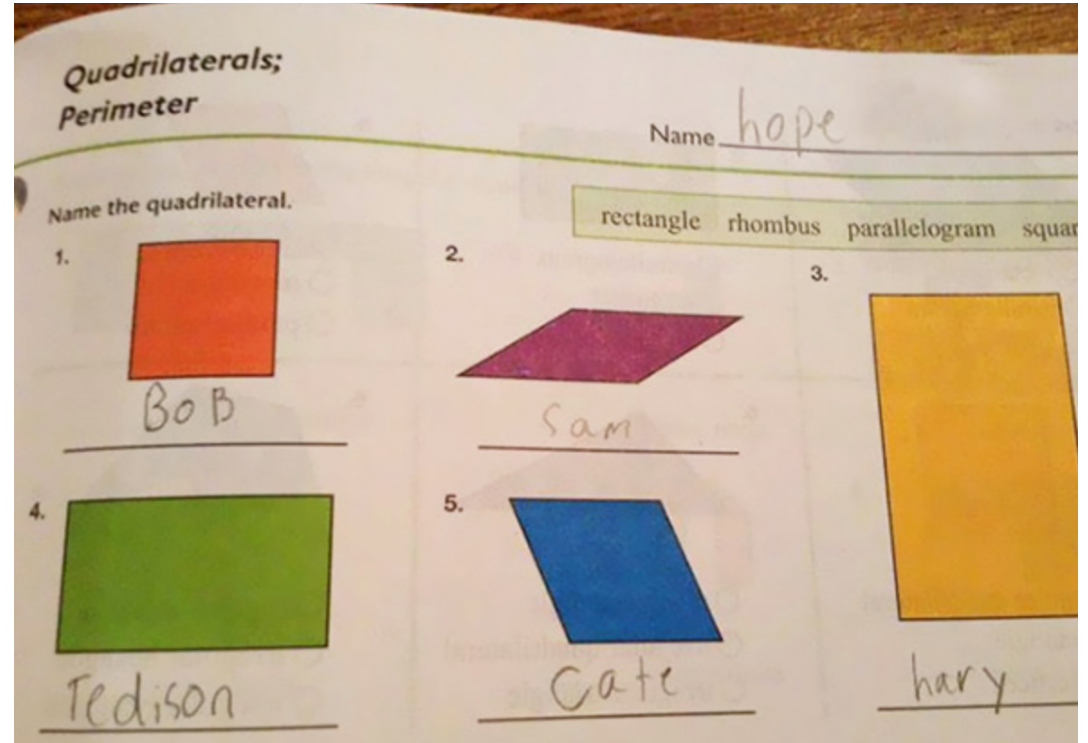 Quadrilaterals;
Perimeter
Name hope
Name the quadrilateral.
rectangle rhombus parallelogram squar
1.
2.
3.
BoB
Sam
4.
5.
Tedison
Cate
hary